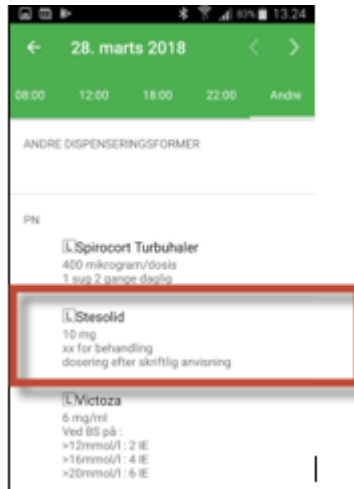 83% 13.24
28. marts 2018
08:00 12:00 18:00 22:00 Andre
ANDRE DISPENSERINGSFORMER
PN
L Spirocort Turbuhaler
400 mikrogram/dosis
1 sug 2 gange daglig
L Stesolid
10 mg
xx for behandling
dosering efter skriftlig anvisning
L Victoza
6 mg/ml
Ved BS på :
>12mmol/l : 2 IE
>16mmol/l : 4 IE
>20mmol/l : 6 IE